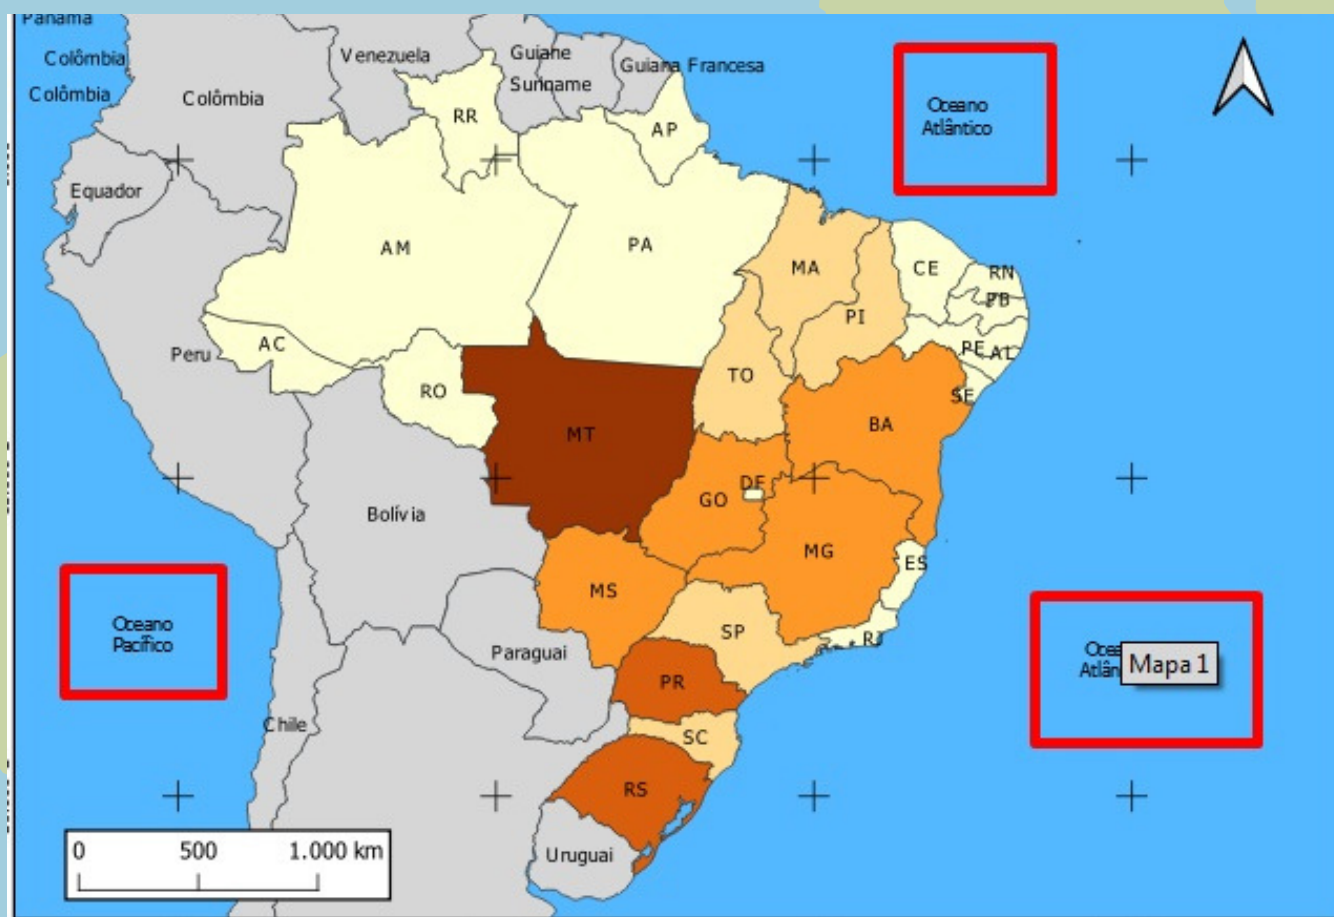 Panamá
Colômbia
Colômbia
Colômbia
Venezuela
Guiane
Suriname
Guiana Francesa
Oceano
Atlântico
RR
AP
Equador
AM
PA
MA
CE
RN
PB
PI
PE
AL
Peru
AC
RO
TO
SE
MT
BA
DF
GO
Bolívia
MG
ES
MS
Oceano
Pacífico
SP
RJ
Paraguai
Mapa 1
PR
Chile
SC
RS
0 500 1.000 km
Uruguai